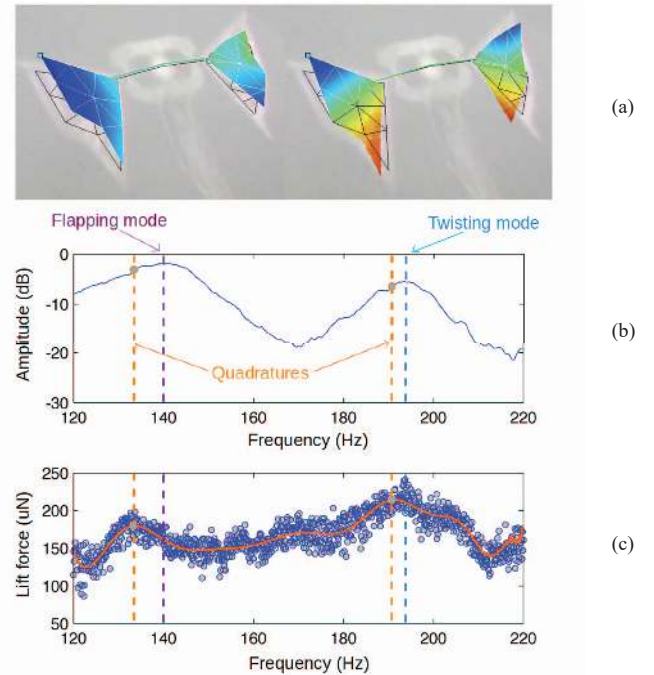 (a)
Flapping mode
Twisting mode
0
-10
-20
-30
Amplitude (dB)
Quadratures
120 140 160 180 200 220
Frequency (Hz)
(b)
250
200
150
100
50
Lift force (uN)
120 140 160 180 200 220
Frequency (Hz)
(c)